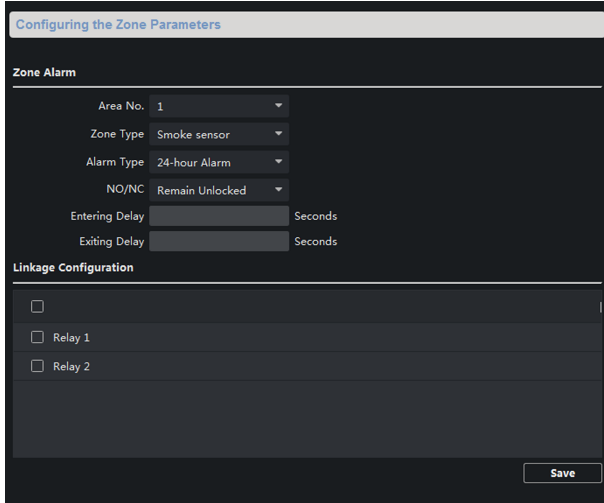 Configuring the Zone Parameters
Zone Alarm
Area No. 1
Zone Type Smoke sensor
Alarm Type 24-hour Alarm
NO/NC Remain Unlocked
Entering Delay Seconds
Exiting Delay Seconds
Linkage Configuration
Relay 1
Relay 2
Save